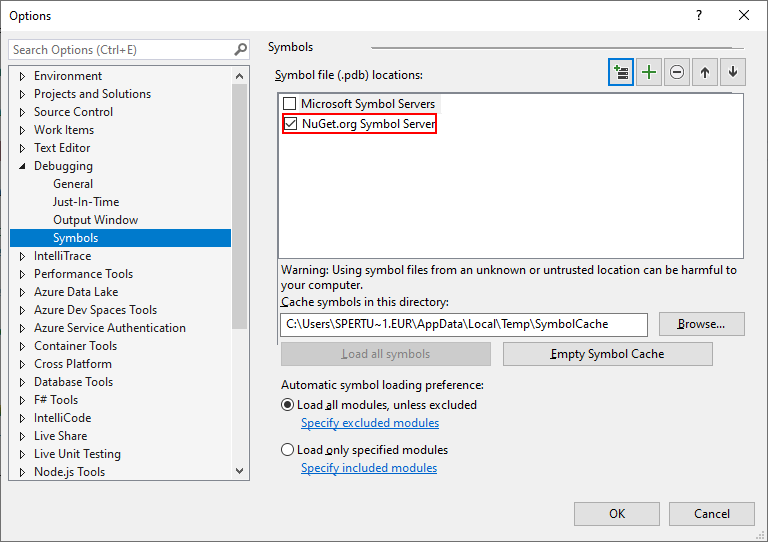 Options
Search Options (Ctrl+E)
Environment
Projects and Solutions
Source Control
Work Items
Text Editor
Debugging
General
Just-In-Time
Output Window
Symbols
IntelliTrace
Performance Tools
Azure Data Lake
Azure Dev Spaces Tools
Azure Service Authentication
Container Tools
Cross Platform
Database Tools
F# Tools
IntelliCode
Live Share
Live Unit Testing
Node.js Tools
Symbols
Symbol file (.pdb) locations:
Microsoft Symbol Servers
NuGet.org Symbol Server
Warning: Using symbol files from an unknown or untrusted location can be harmful to
your computer.
Cache symbols in this directory:
C:\Users\SPERTU~1.EUR\AppData\Local\Temp\SymbolCache
Browse...
Load all symbols
Empty Symbol Cache
Automatic symbol loading preference:
Load all modules, unless excluded
Specify excluded modules
Load only specified modules
Specify included modules
OK
Cancel